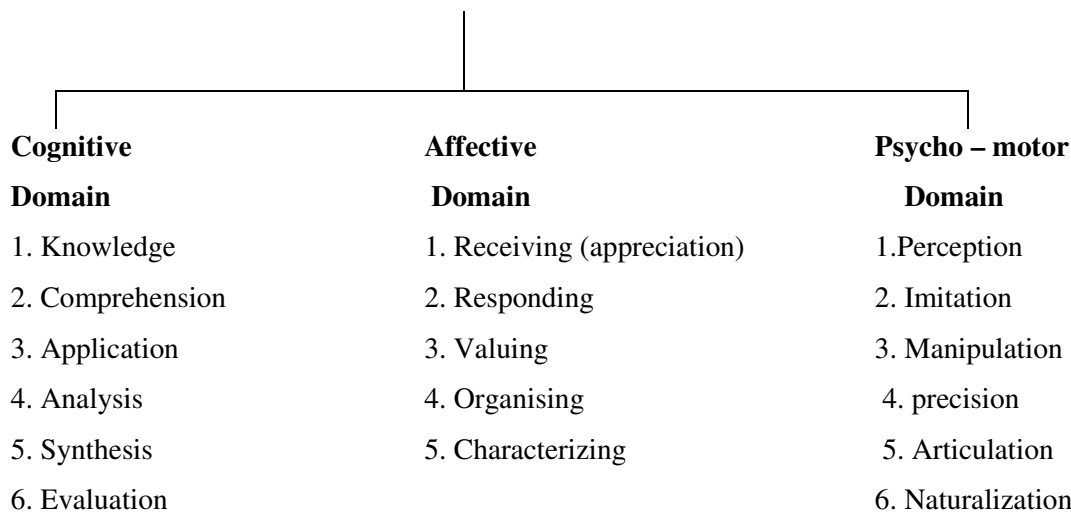 Cognitive
Domain
1. Knowledge
2. Comprehension
3. Application
4. Analysis
5. Synthesis
6. Evaluation
Affective
Domain
1. Receiving (appreciation)
2. Responding
3. Valuing
4. Organising
5. Characterizing
Psycho – motor
Domain
1.Perception
2. Imitation
3. Manipulation
4. precision
5. Articulation
6. Naturalization